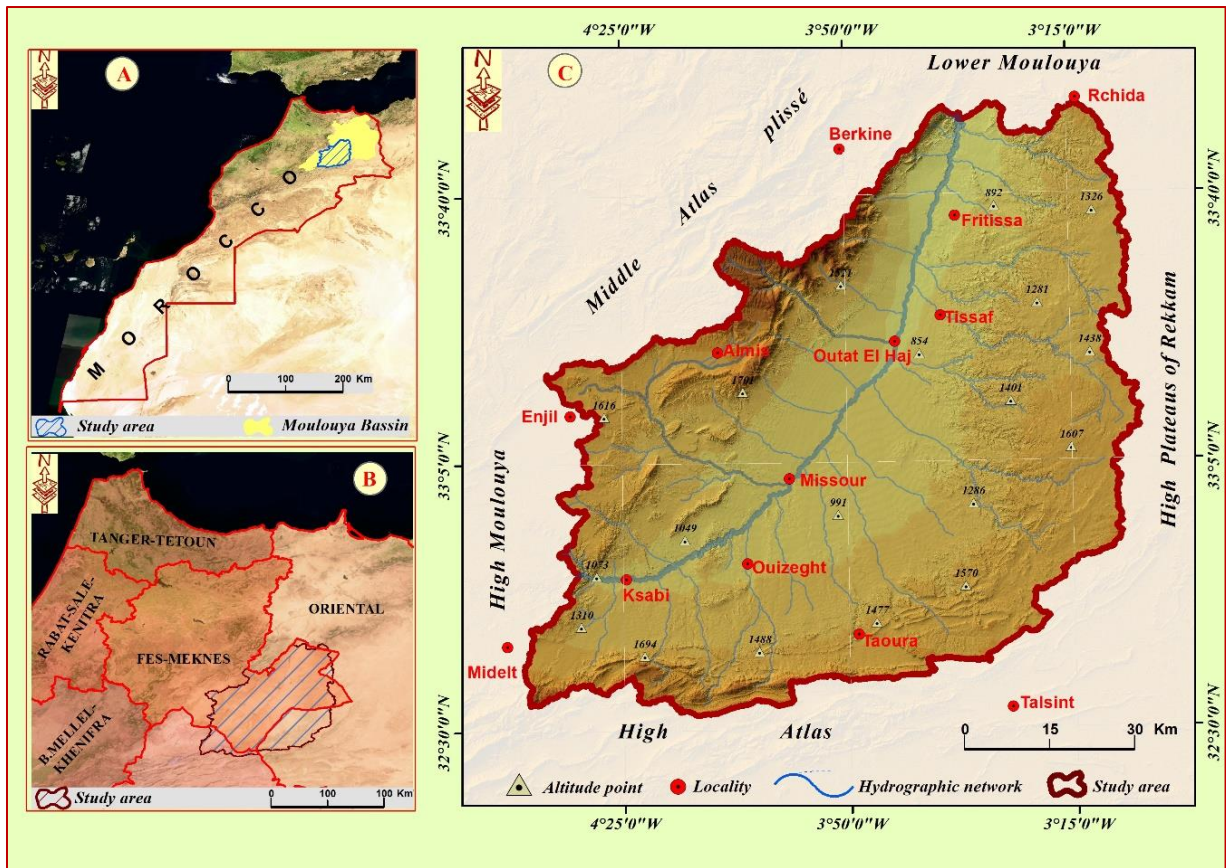 N
A
MOROCCO
0 100 200 Km
Study area
Moulouya Bassin
N
B
TANGER-TETOUN
RABAT-SALE-
KENITRA
FES-MEKNES
ORIENTAL
B.MELLEL-
KHENIFRA
Study area
0 100 100 Km
4°25'0"W
3°50'0"W
3°15'0"W
N
C
Lower Moulouya
Rchida
Berkine
Middle Atlas plissé
33°40'0"N
33°40'0"N
892
1326
Fritissa
1281
Tissaf
1438
Almis
Outat El Haj
854
1701
1401
Enjil
1616
1607
High Plateaus of Rekkam
33°5'0"N
33°5'0"N
Missour
1286
991
1049
High Moulouya
1073
Ouizeght
Ksabi
1570
1310
1477
Taoura
1694
1488
Midelt
Talsint
High Atlas
32°30'0"N
32°30'0"N
0 15 30 Km
Altitude point
Locality
Hydrographic network
Study area
4°25'0"W
3°50'0"W
3°15'0"W